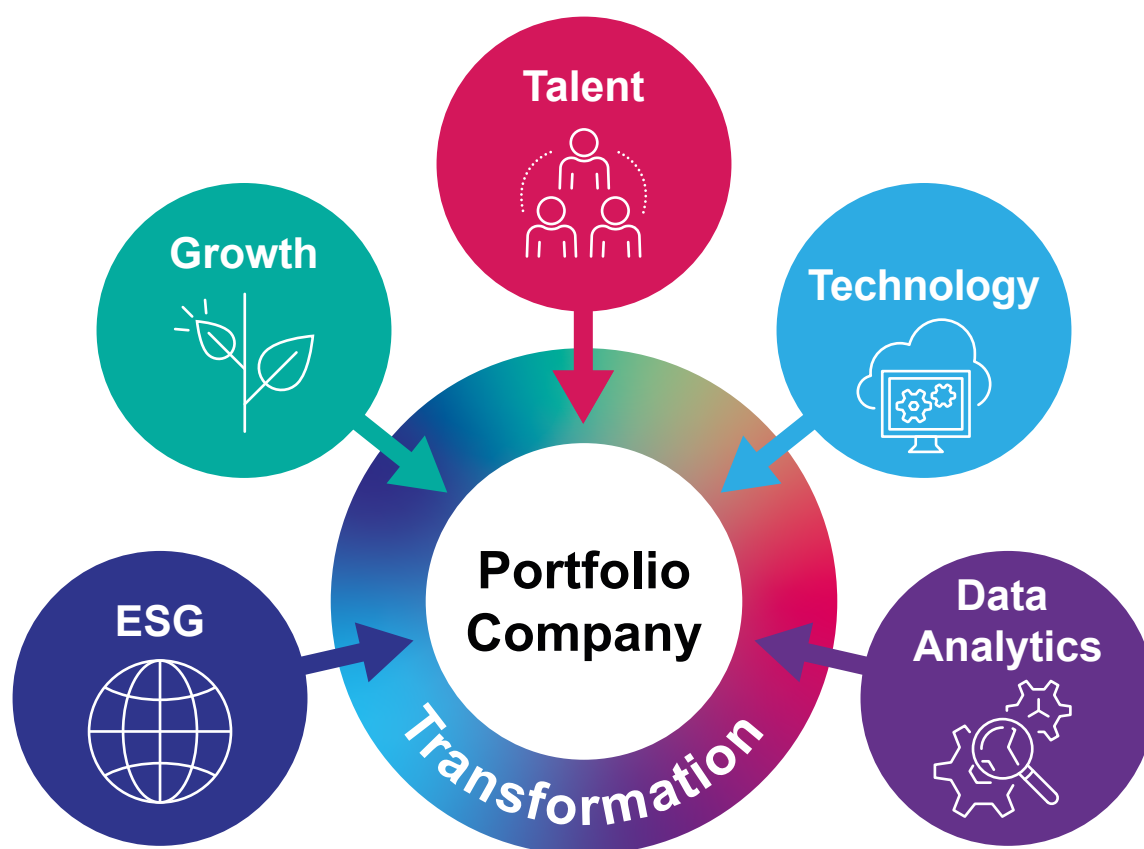 Talent
Growth
Technology
ESG
Portfolio
Company
Data
Analytics
Transformation